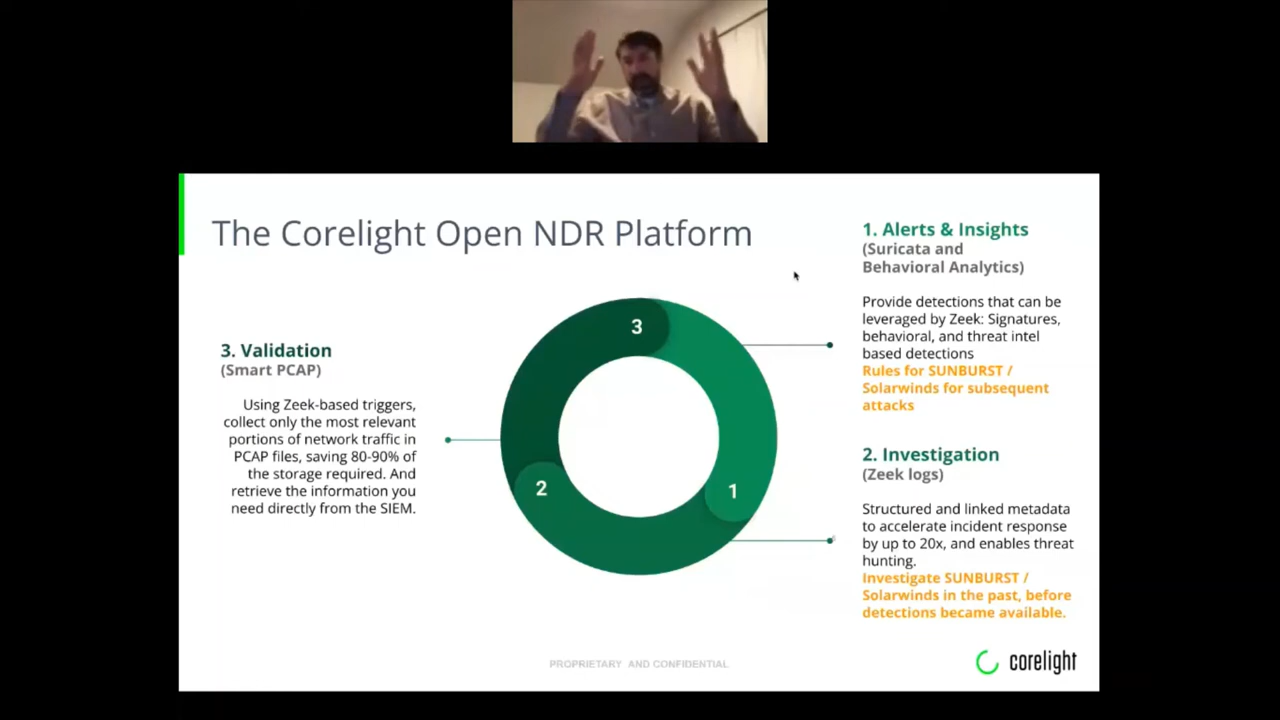 The Corelight Open NDR Platform
1. Alerts & Insights
(Suricata and
Behavioral Analytics)
Provide detections that can be
leveraged by Zeek: Signatures,
behavioral, and threat intel
based detections
Rules for SUNBURST /
Solarwinds for subsequent
attacks
2. Investigation
(Zeek logs)
Structured and linked metadata
to accelerate incident response
by up to 20x, and enables threat
hunting.
Investigate SUNBURST /
Solarwinds in the past, before
detections became available.
3. Validation
(Smart PCAP)
Using Zeek-based triggers,
collect only the most relevant
portions of network traffic in
PCAP files, saving 80-90% of
the storage required. And
retrieve the information you
need directly from the SIEM.
3
2
1
PROPRIETARY AND CONFIDENTIAL
corelight